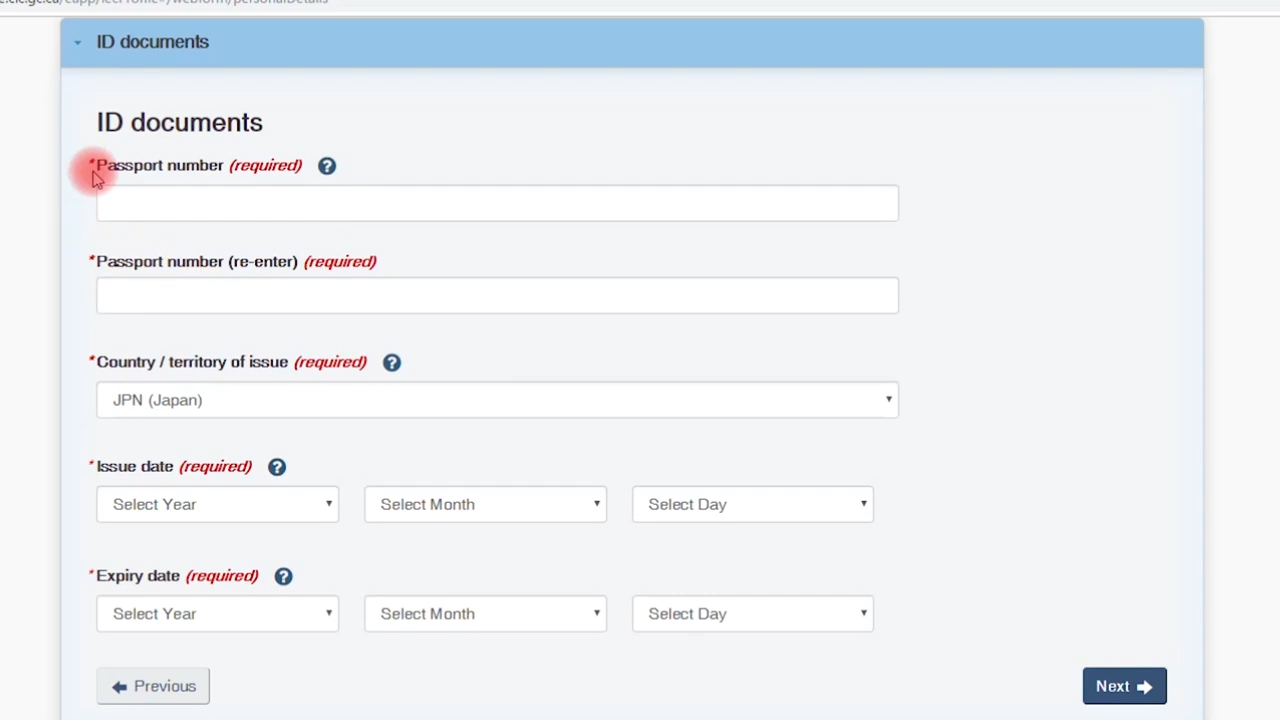 ID documents
ID documents
*Passport number (required) ?
*Passport number (re-enter) (required)
*Country / territory of issue (required) ?
JPN (Japan)
*Issue date (required) ?
Select Year Select Month Select Day
*Expiry date (required) ?
Select Year Select Month Select Day
Previous Next